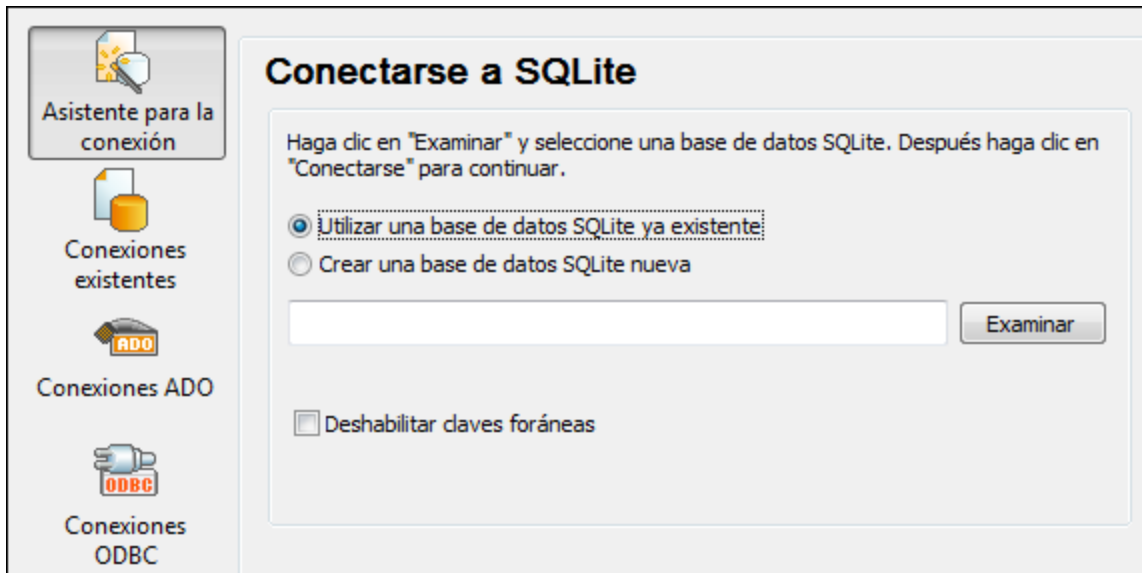 Asistente para la
conexión
Conexiones
existentes
ADO
Conexiones ADO
ODBC
Conexiones
ODBC
Conectarse a SQLite
Haga clic en "Examinar" y seleccione una base de datos SQLite. Después haga clic en
"Conectarse" para continuar.
Utilizar una base de datos SQLite ya existente
Crear una base de datos SQLite nueva
Examinar
Deshabilitar claves foráneas